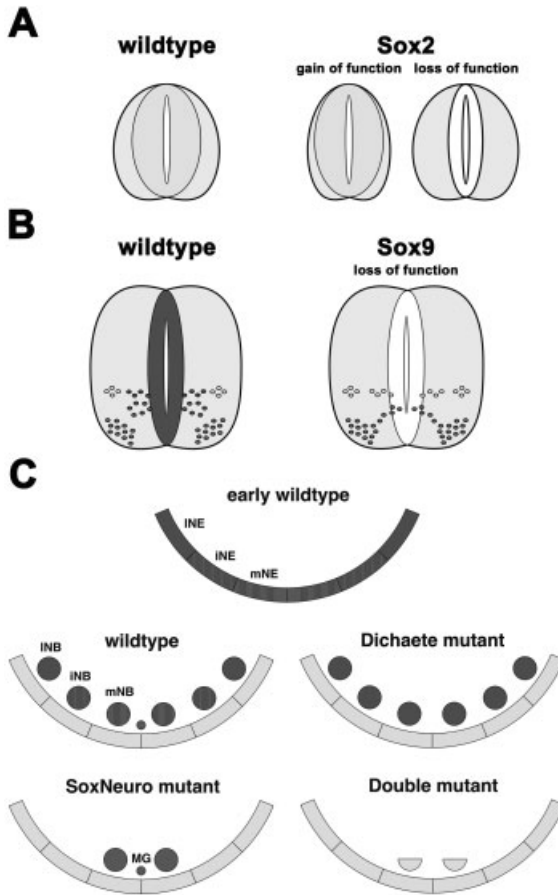 A
wildtype Sox2
gain of function loss of function
B
wildtype Sox9
loss of function
C
early wildtype
lNE
iNE
mNE
wildtype Dichaete mutant
lNB
iNB
mNB
SoxNeuro mutant Double mutant
MG